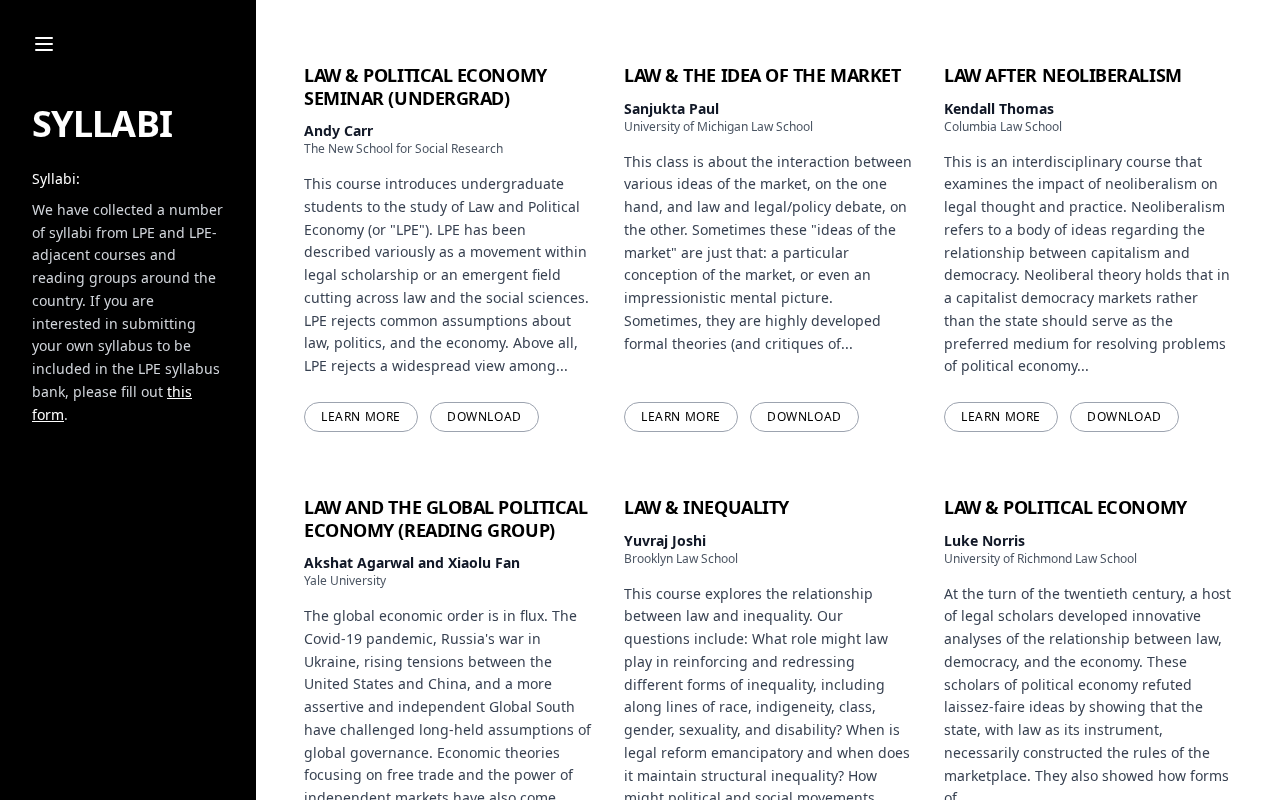 SYLLABI
Syllabi:
We have collected a number
of syllabi from LPE and LPE-
adjacent courses and
reading groups around the
country. If you are
interested in submitting
your own syllabus to be
included in the LPE syllabus
bank, please fill out this
form.
LAW & POLITICAL ECONOMY
SEMINAR (UNDERGRAD)
Andy Carr
The New School for Social Research
This course introduces undergraduate
students to the study of Law and Political
Economy (or "LPE"). LPE has been
described variously as a movement within
legal scholarship or an emergent field
cutting across law and the social sciences.
LPE rejects common assumptions about
law, politics, and the economy. Above all,
LPE rejects a widespread view among...
LEARN MORE
DOWNLOAD
LAW & THE IDEA OF THE MARKET
Sanjukta Paul
University of Michigan Law School
This class is about the interaction between
various ideas of the market, on the one
hand, and law and legal/policy debate, on
the other. Sometimes these "ideas of the
market" are just that: a particular
conception of the market, or even an
impressionistic mental picture.
Sometimes, they are highly developed
formal theories (and critiques of...
LEARN MORE
DOWNLOAD
LAW AFTER NEOLIBERALISM
Kendall Thomas
Columbia Law School
This is an interdisciplinary course that
examines the impact of neoliberalism on
legal thought and practice. Neoliberalism
refers to a body of ideas regarding the
relationship between capitalism and
democracy. Neoliberal theory holds that in
a capitalist democracy markets rather
than the state should serve as the
preferred medium for resolving problems
of political economy...
LEARN MORE
DOWNLOAD
LAW AND THE GLOBAL POLITICAL
ECONOMY (READING GROUP)
Akshat Agarwal and Xiaolu Fan
Yale University
The global economic order is in flux. The
Covid-19 pandemic, Russia's war in
Ukraine, rising tensions between the
United States and China, and a more
assertive and independent Global South
have challenged long-held assumptions of
global governance. Economic theories
focusing on free trade and the power of
independent markets have also come
LAW & INEQUALITY
Yuvraj Joshi
Brooklyn Law School
This course explores the relationship
between law and inequality. Our
questions include: What role might law
play in reinforcing and redressing
different forms of inequality, including
along lines of race, indigeneity, class,
gender, sexuality, and disability? When is
legal reform emancipatory and when does
it maintain structural inequality? How
might political and social movements
LAW & POLITICAL ECONOMY
Luke Norris
University of Richmond Law School
At the turn of the twentieth century, a host
of legal scholars developed innovative
analyses of the relationship between law,
democracy, and the economy. These
scholars of political economy refuted
laissez-faire ideas by showing that the
state, with law as its instrument,
necessarily constructed the rules of the
marketplace. They also showed how forms
of...